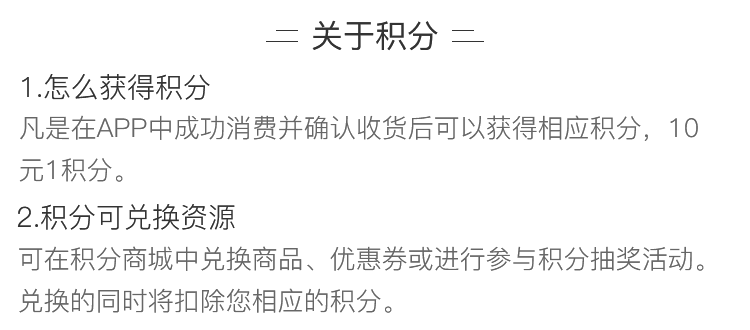 关于积分
1.怎么获得积分
凡是在APP中成功消费并确认收货后可以获得相应积分，10
元1积分。
2.积分可兑换资源
可在积分商城中兑换商品、优惠券或进行参与积分抽奖活动。
兑换的同时将扣除您相应的积分。